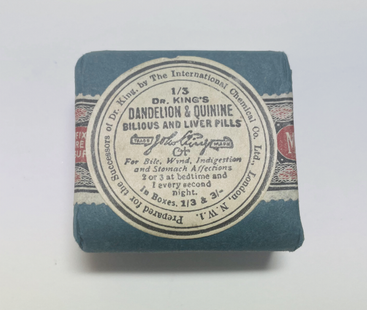 Prepared for the Successors of Dr. King, by The International Chemical Co. Ltd., London, N.W.1.
1/3
DR. KING'S
DANDELION & QUININE
BILIOUS AND LIVER PILLS
TRADE John King MARK
For Bile, Wind, Indigestion
and Stomach Affections
2 or 3 at bedtime and
1 every second
night.
In Boxes, 1/3 & 3/-